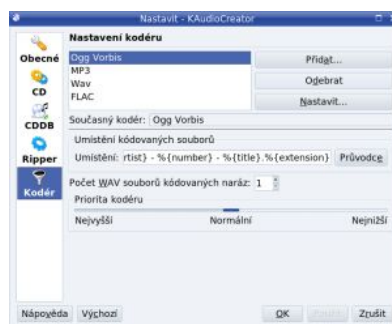 Nastavit - KAudioCreator
Obecné
CD
CDDB
Ripper
Kodér
Nastavení kodéru
Ogg Vorbis
MP3
Wav
FLAC
Přidat...
Odebrat
Nastavit...
Současný kodér: Ogg Vorbis
Umístění kódovaných souborů
Umístění: rtist} - %{number} - %{title}.%{extension} Průvodce
Počet WAV souborů kódovaných naráz: 1
Priorita kodéru
Nejvyšší Normální Nejnižší
Nápověda Výchozí OK Zrušit